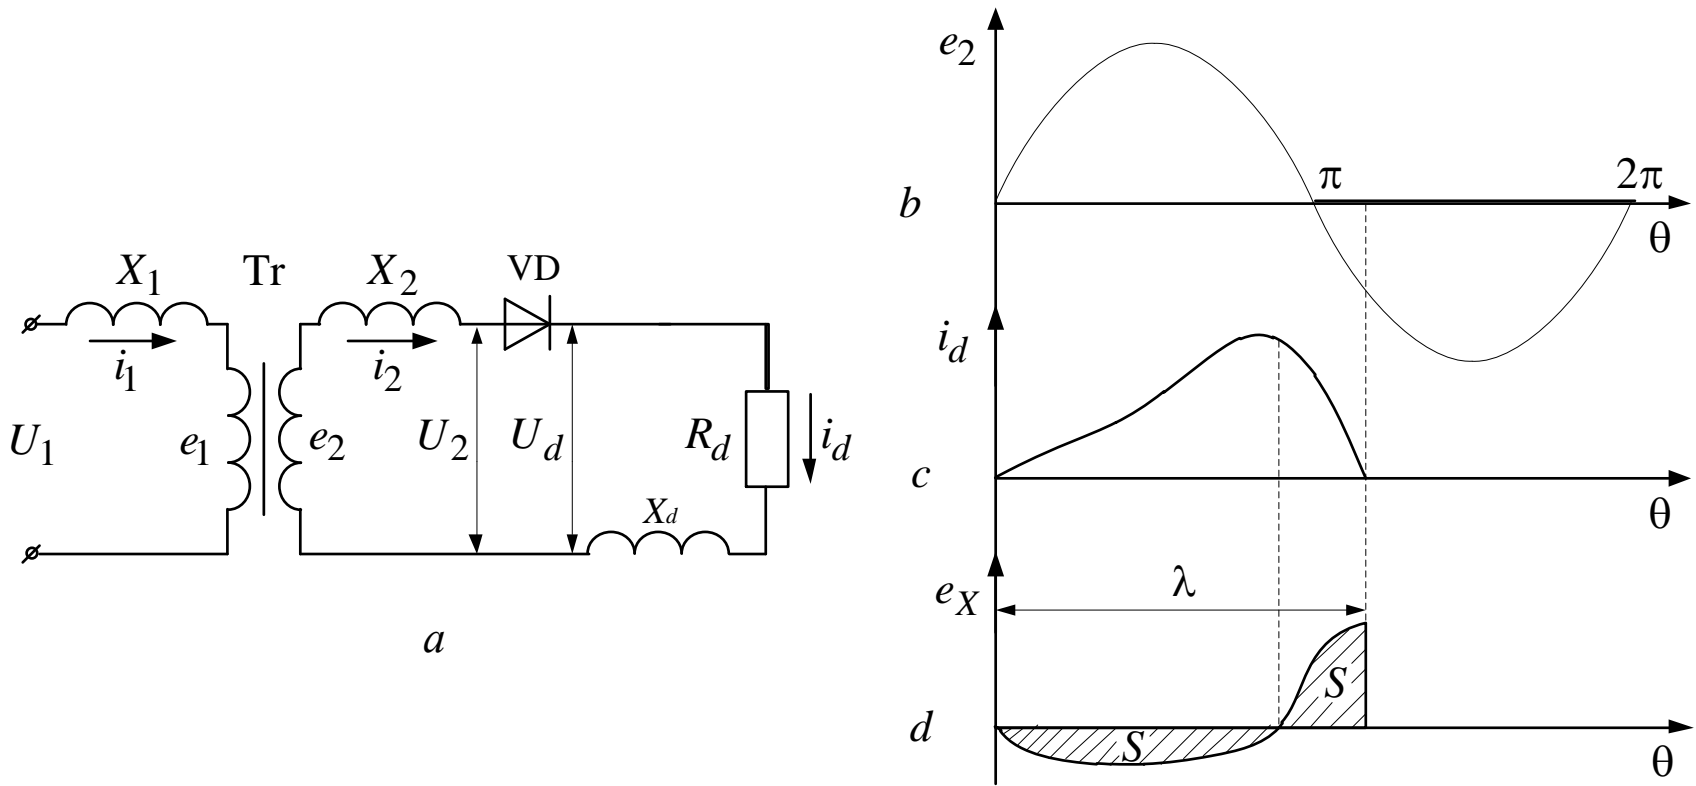 X1 Tr X2 VD
i1 i2
U1 e1 e2 U2 Ud Rd id
Xd
a
e2
π 2π
b
θ
id
c
θ
eX λ
S
d S
θ